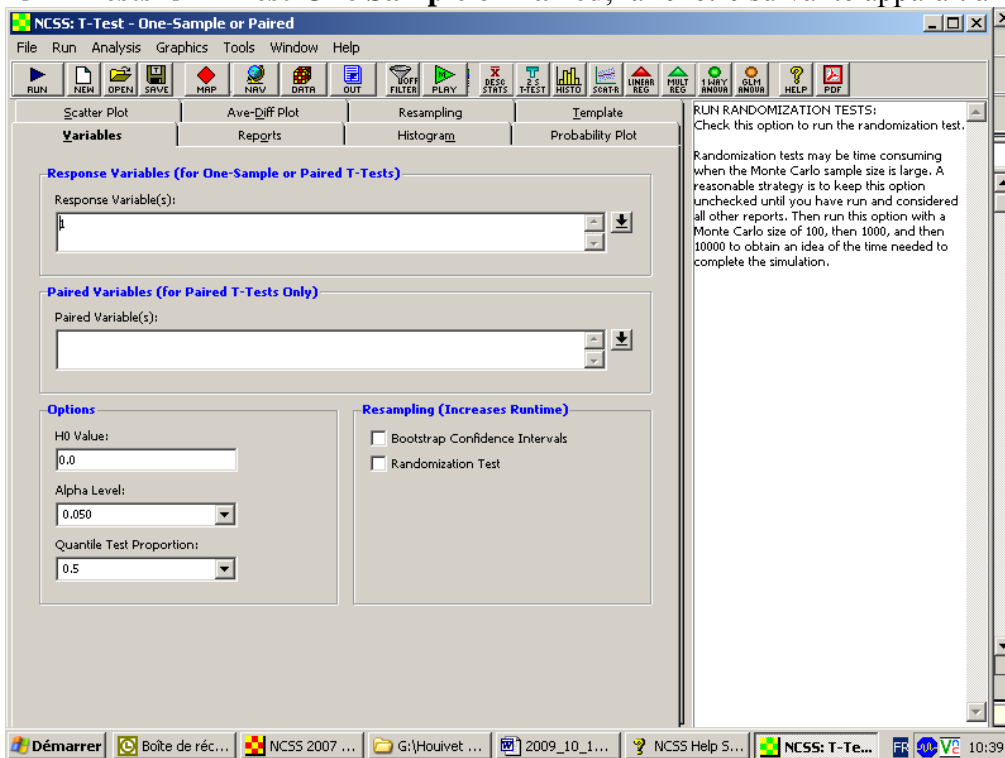 NCSS: T-Test - One-Sample or Paired
File Run Analysis Graphics Tools Window Help
RUN NEW OPEN SAVE MAP NAV DATA OUT UOFF FILTER PLAY X DESC STATS T 2 S T-TEST HISTO SCAT-R LINEAR REG MULT REG 1 WAY ANOVA GLM ANOVA HELP PDF
Scatter Plot Ave-Diff Plot Resampling Template
Variables Reports Histogram Probability Plot
Response Variables (for One-Sample or Paired T-Tests)
Response Variable(s):
1
Paired Variables (for Paired T-Tests Only)
Paired Variable(s):
Options
H0 Value:
0.0
Alpha Level:
0.050
Quantile Test Proportion:
0.5
Resampling (Increases Runtime)
Bootstrap Confidence Intervals
Randomization Test
RUN RANDOMIZATION TESTS:
Check this option to run the randomization test.
Randomization tests may be time consuming
when the Monte Carlo sample size is large. A
reasonable strategy is to keep this option
unchecked until you have run and considered
all other reports. Then run this option with a
Monte Carlo size of 100, then 1000, and then
10000 to obtain an idea of the time needed to
complete the simulation.
Démarrer Boîte de réc... NCSS 2007 ... G:\Houivet ... 2009_10_1... NCSS Help S... NCSS: T-Te... FR 10:39